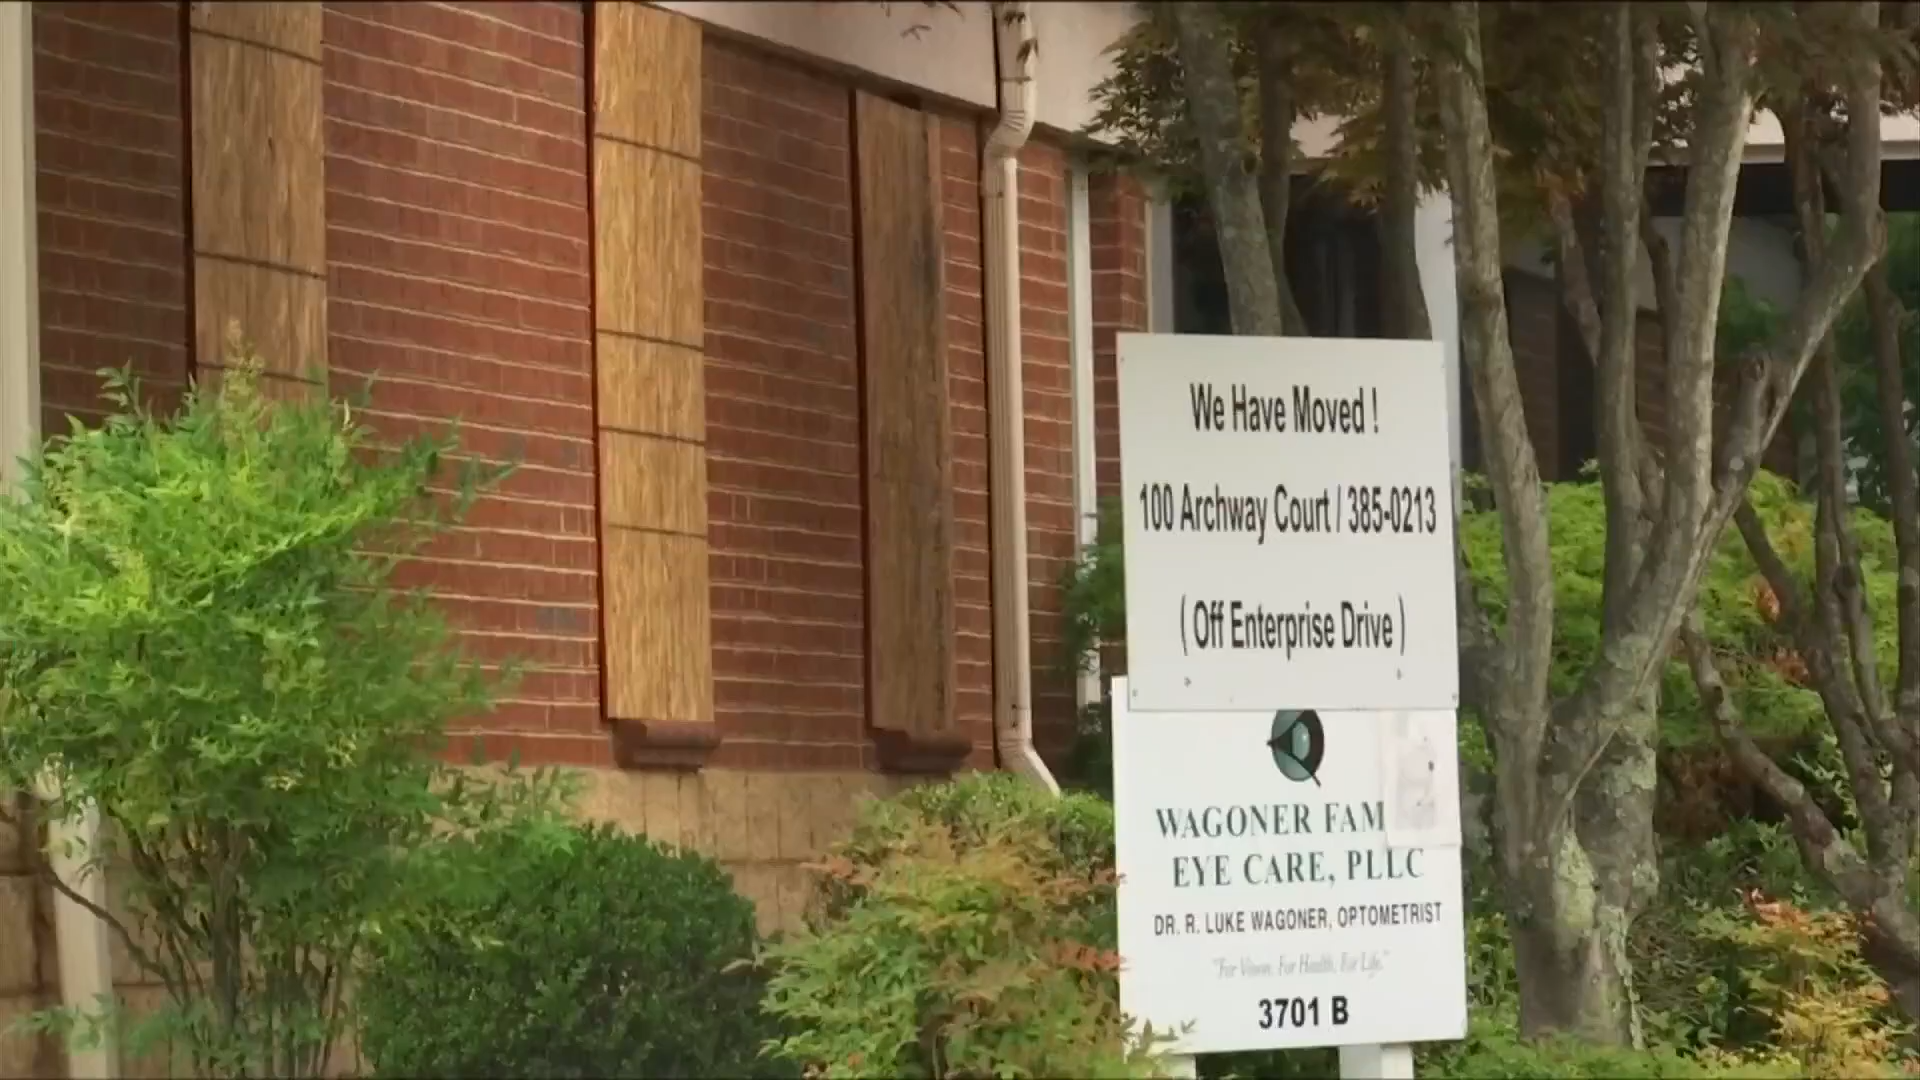 We Have Moved !
100 Archway Court / 385-0213
( Off Enterprise Drive )
WAGONER FAM
EYE CARE, PLLC
DR. R. LUKE WAGONER, OPTOMETRIST
"For Vision. For Health. For Life."
3701 B